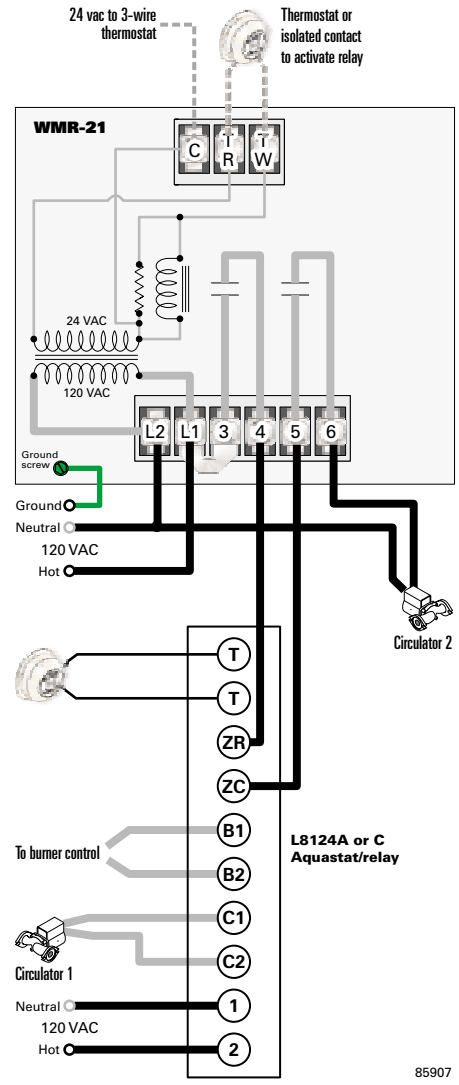 24 vac to 3-wire
thermostat
Thermostat or
isolated contact
to activate relay
WMR-21
C
T
R
T
W
24 VAC
120 VAC
L2
L1
3
4
5
6
Ground
screw
Ground
Neutral
120 VAC
Hot
Circulator 2
T
T
ZR
ZC
B1
B2
C1
C2
1
2
L8124A or C
Aquastat/relay
To burner control
Circulator 1
Neutral
120 VAC
Hot
85907